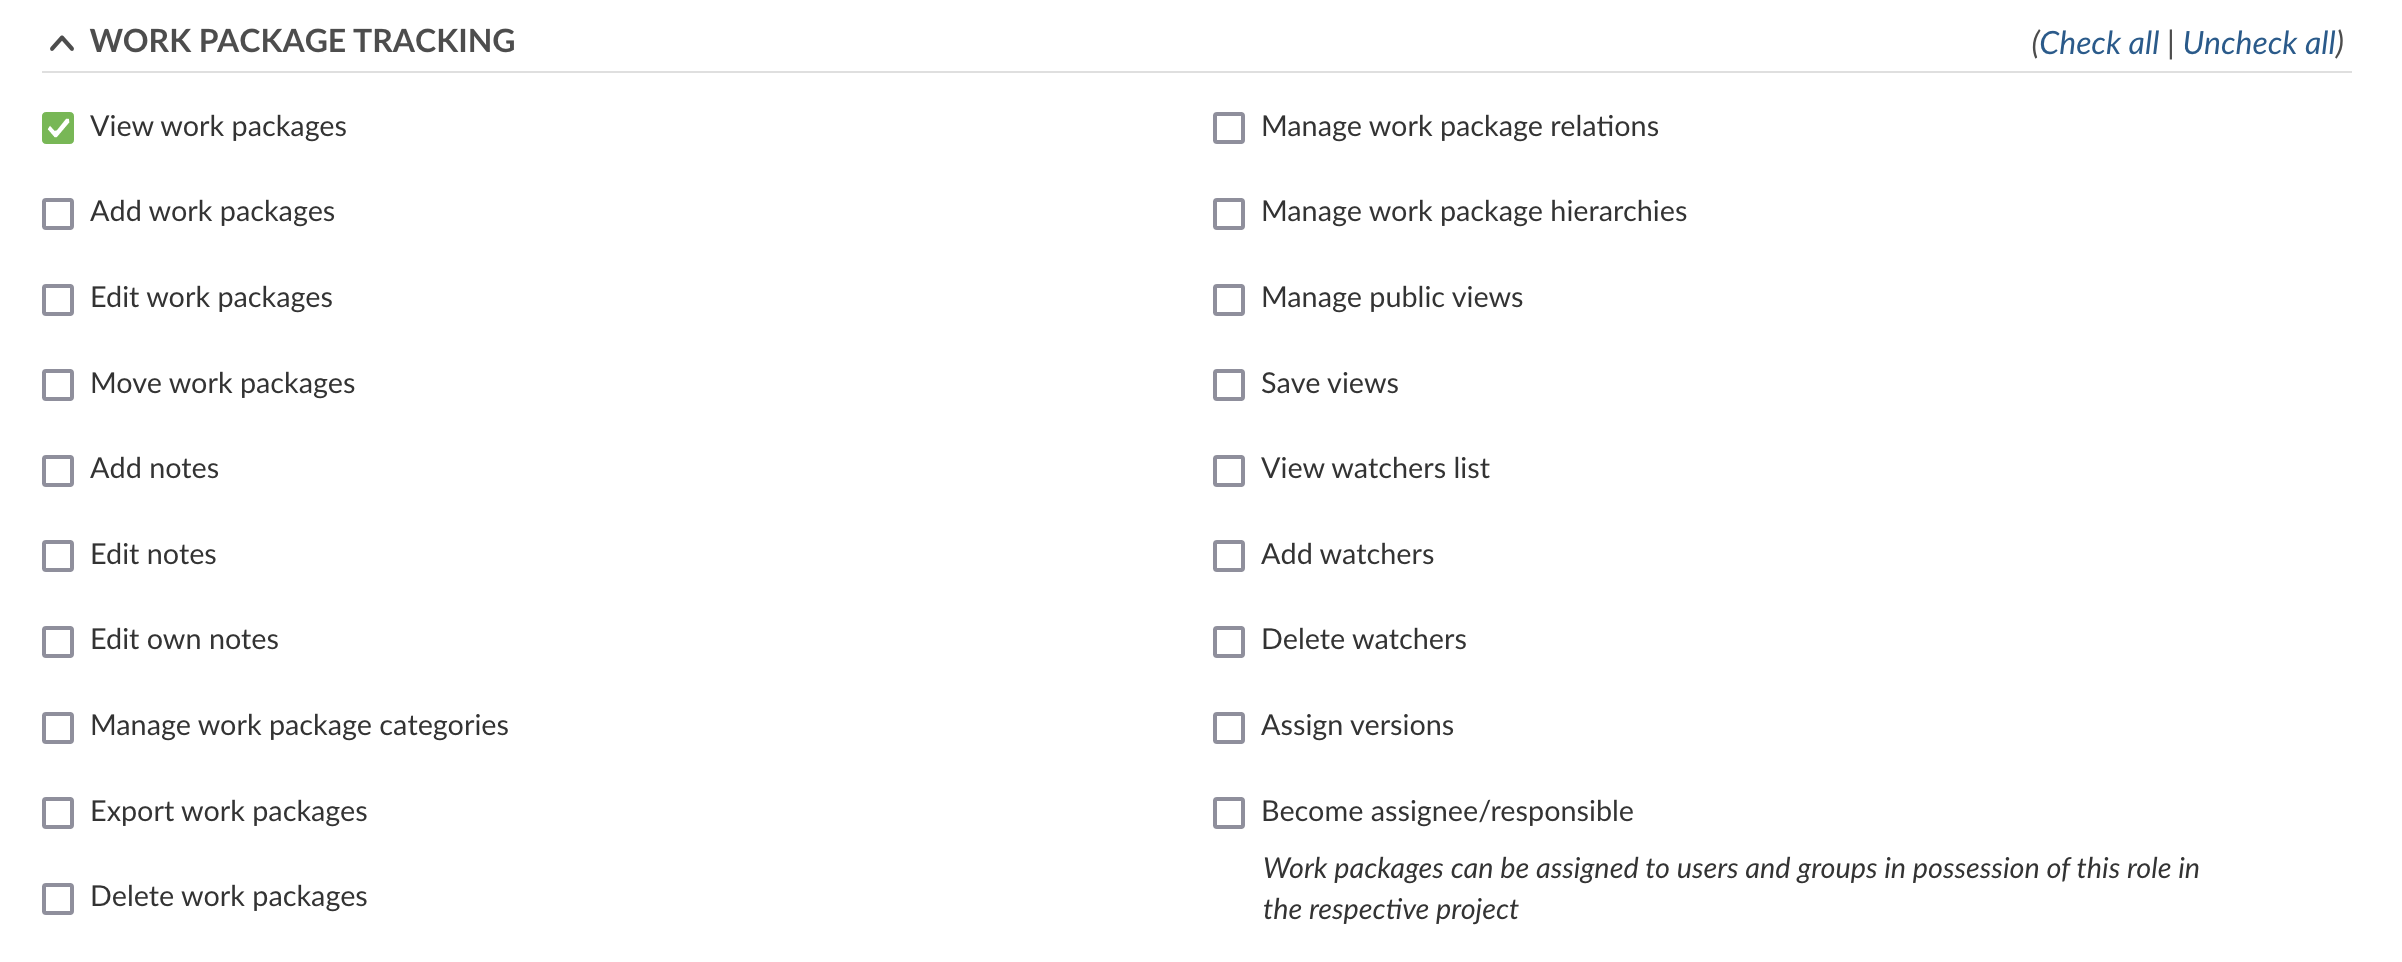 WORK PACKAGE TRACKING
(Check all | Uncheck all)
View work packages
Add work packages
Edit work packages
Move work packages
Add notes
Edit notes
Edit own notes
Manage work package categories
Export work packages
Delete work packages
Manage work package relations
Manage work package hierarchies
Manage public views
Save views
View watchers list
Add watchers
Delete watchers
Assign versions
Become assignee/responsible
Work packages can be assigned to users and groups in possession of this role in
the respective project